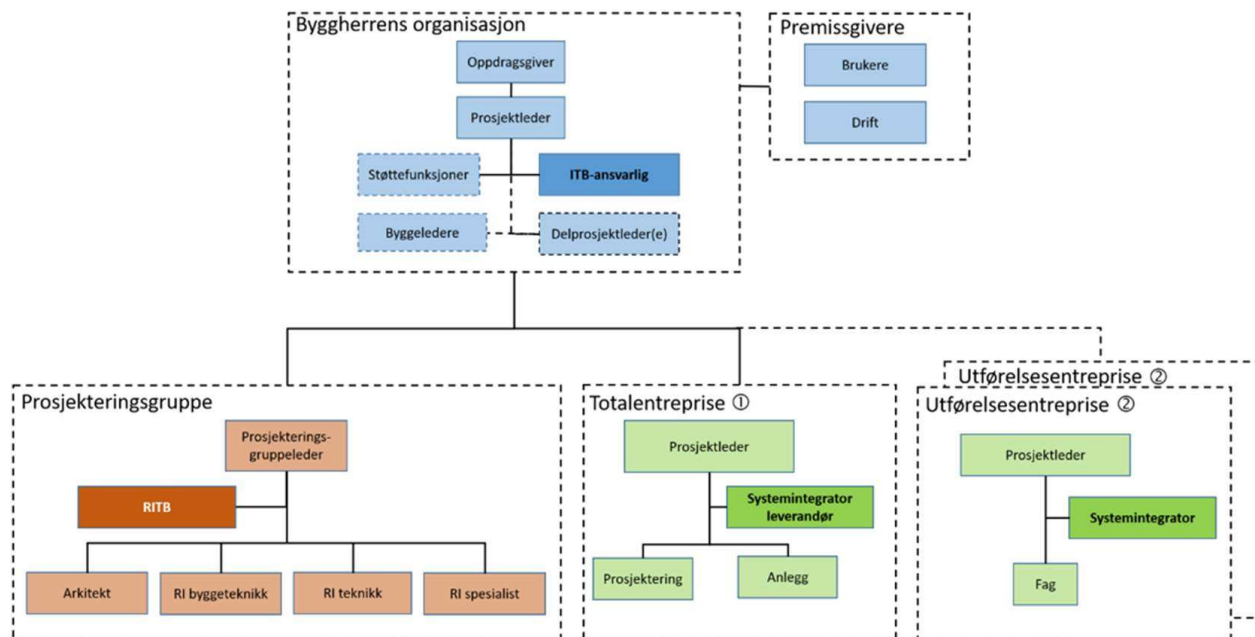 Byggherrens organisasjon
Oppdragsgiver
Prosjektleder
Støttefunksjoner
ITB-ansvarlig
Byggeledere
Delprosjektleder(e)
Premissgivere
Brukere
Drift
Prosjekteringsgruppe
Prosjekterings-
gruppeleder
RITB
Arkitekt
RI byggeteknikk
RI teknikk
RI spesialist
Totalentreprise ①
Prosjektleder
Systemintegrator
leverandør
Prosjektering
Anlegg
Utførelsesentreprise ②
Utførelsesentreprise ②
Prosjektleder
Systemintegrator
Fag